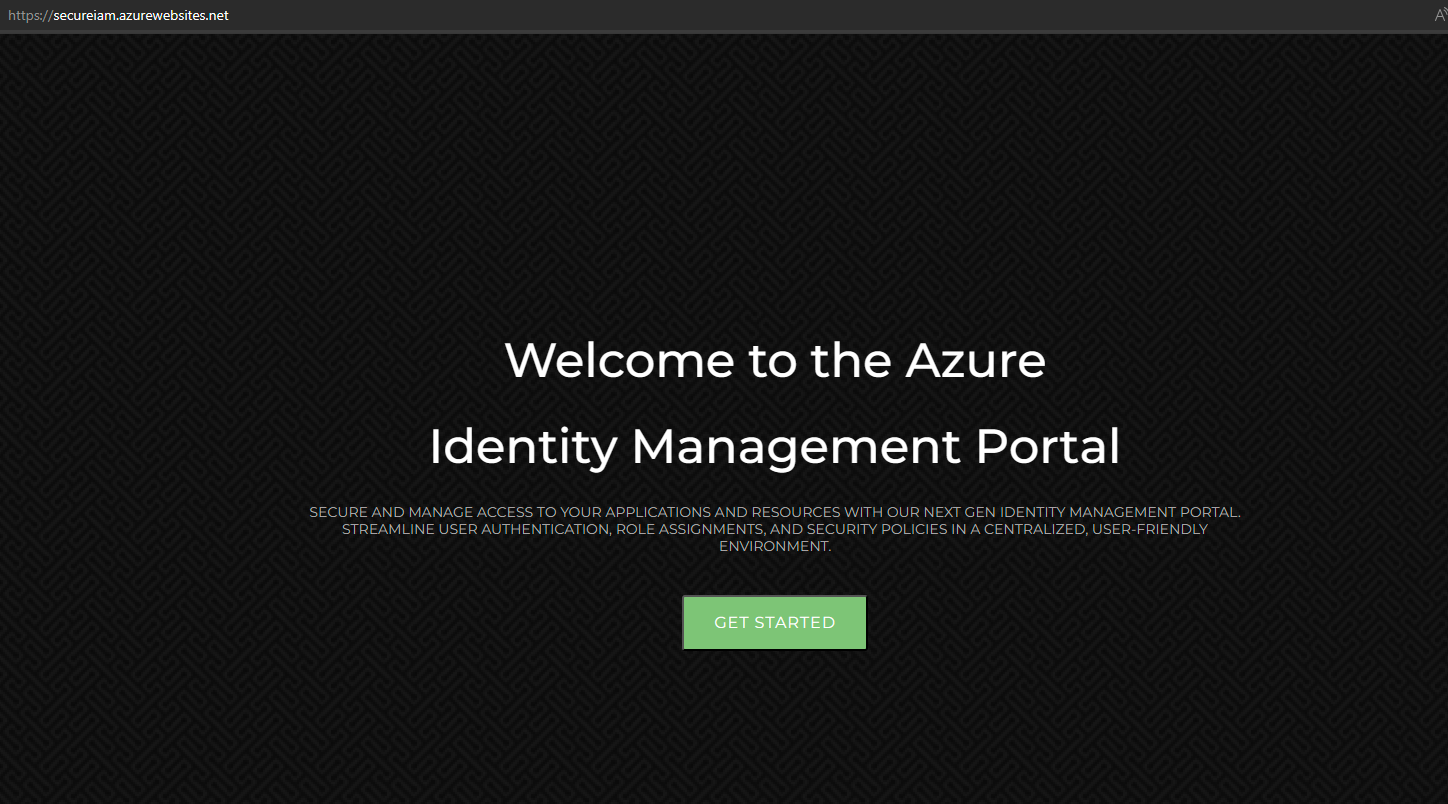 https://secureiam.azurewebsites.net
Welcome to the Azure
Identity Management Portal
SECURE AND MANAGE ACCESS TO YOUR APPLICATIONS AND RESOURCES WITH OUR NEXT GEN IDENTITY MANAGEMENT PORTAL.
STREAMLINE USER AUTHENTICATION, ROLE ASSIGNMENTS, AND SECURITY POLICIES IN A CENTRALIZED, USER-FRIENDLY
ENVIRONMENT.
GET STARTED